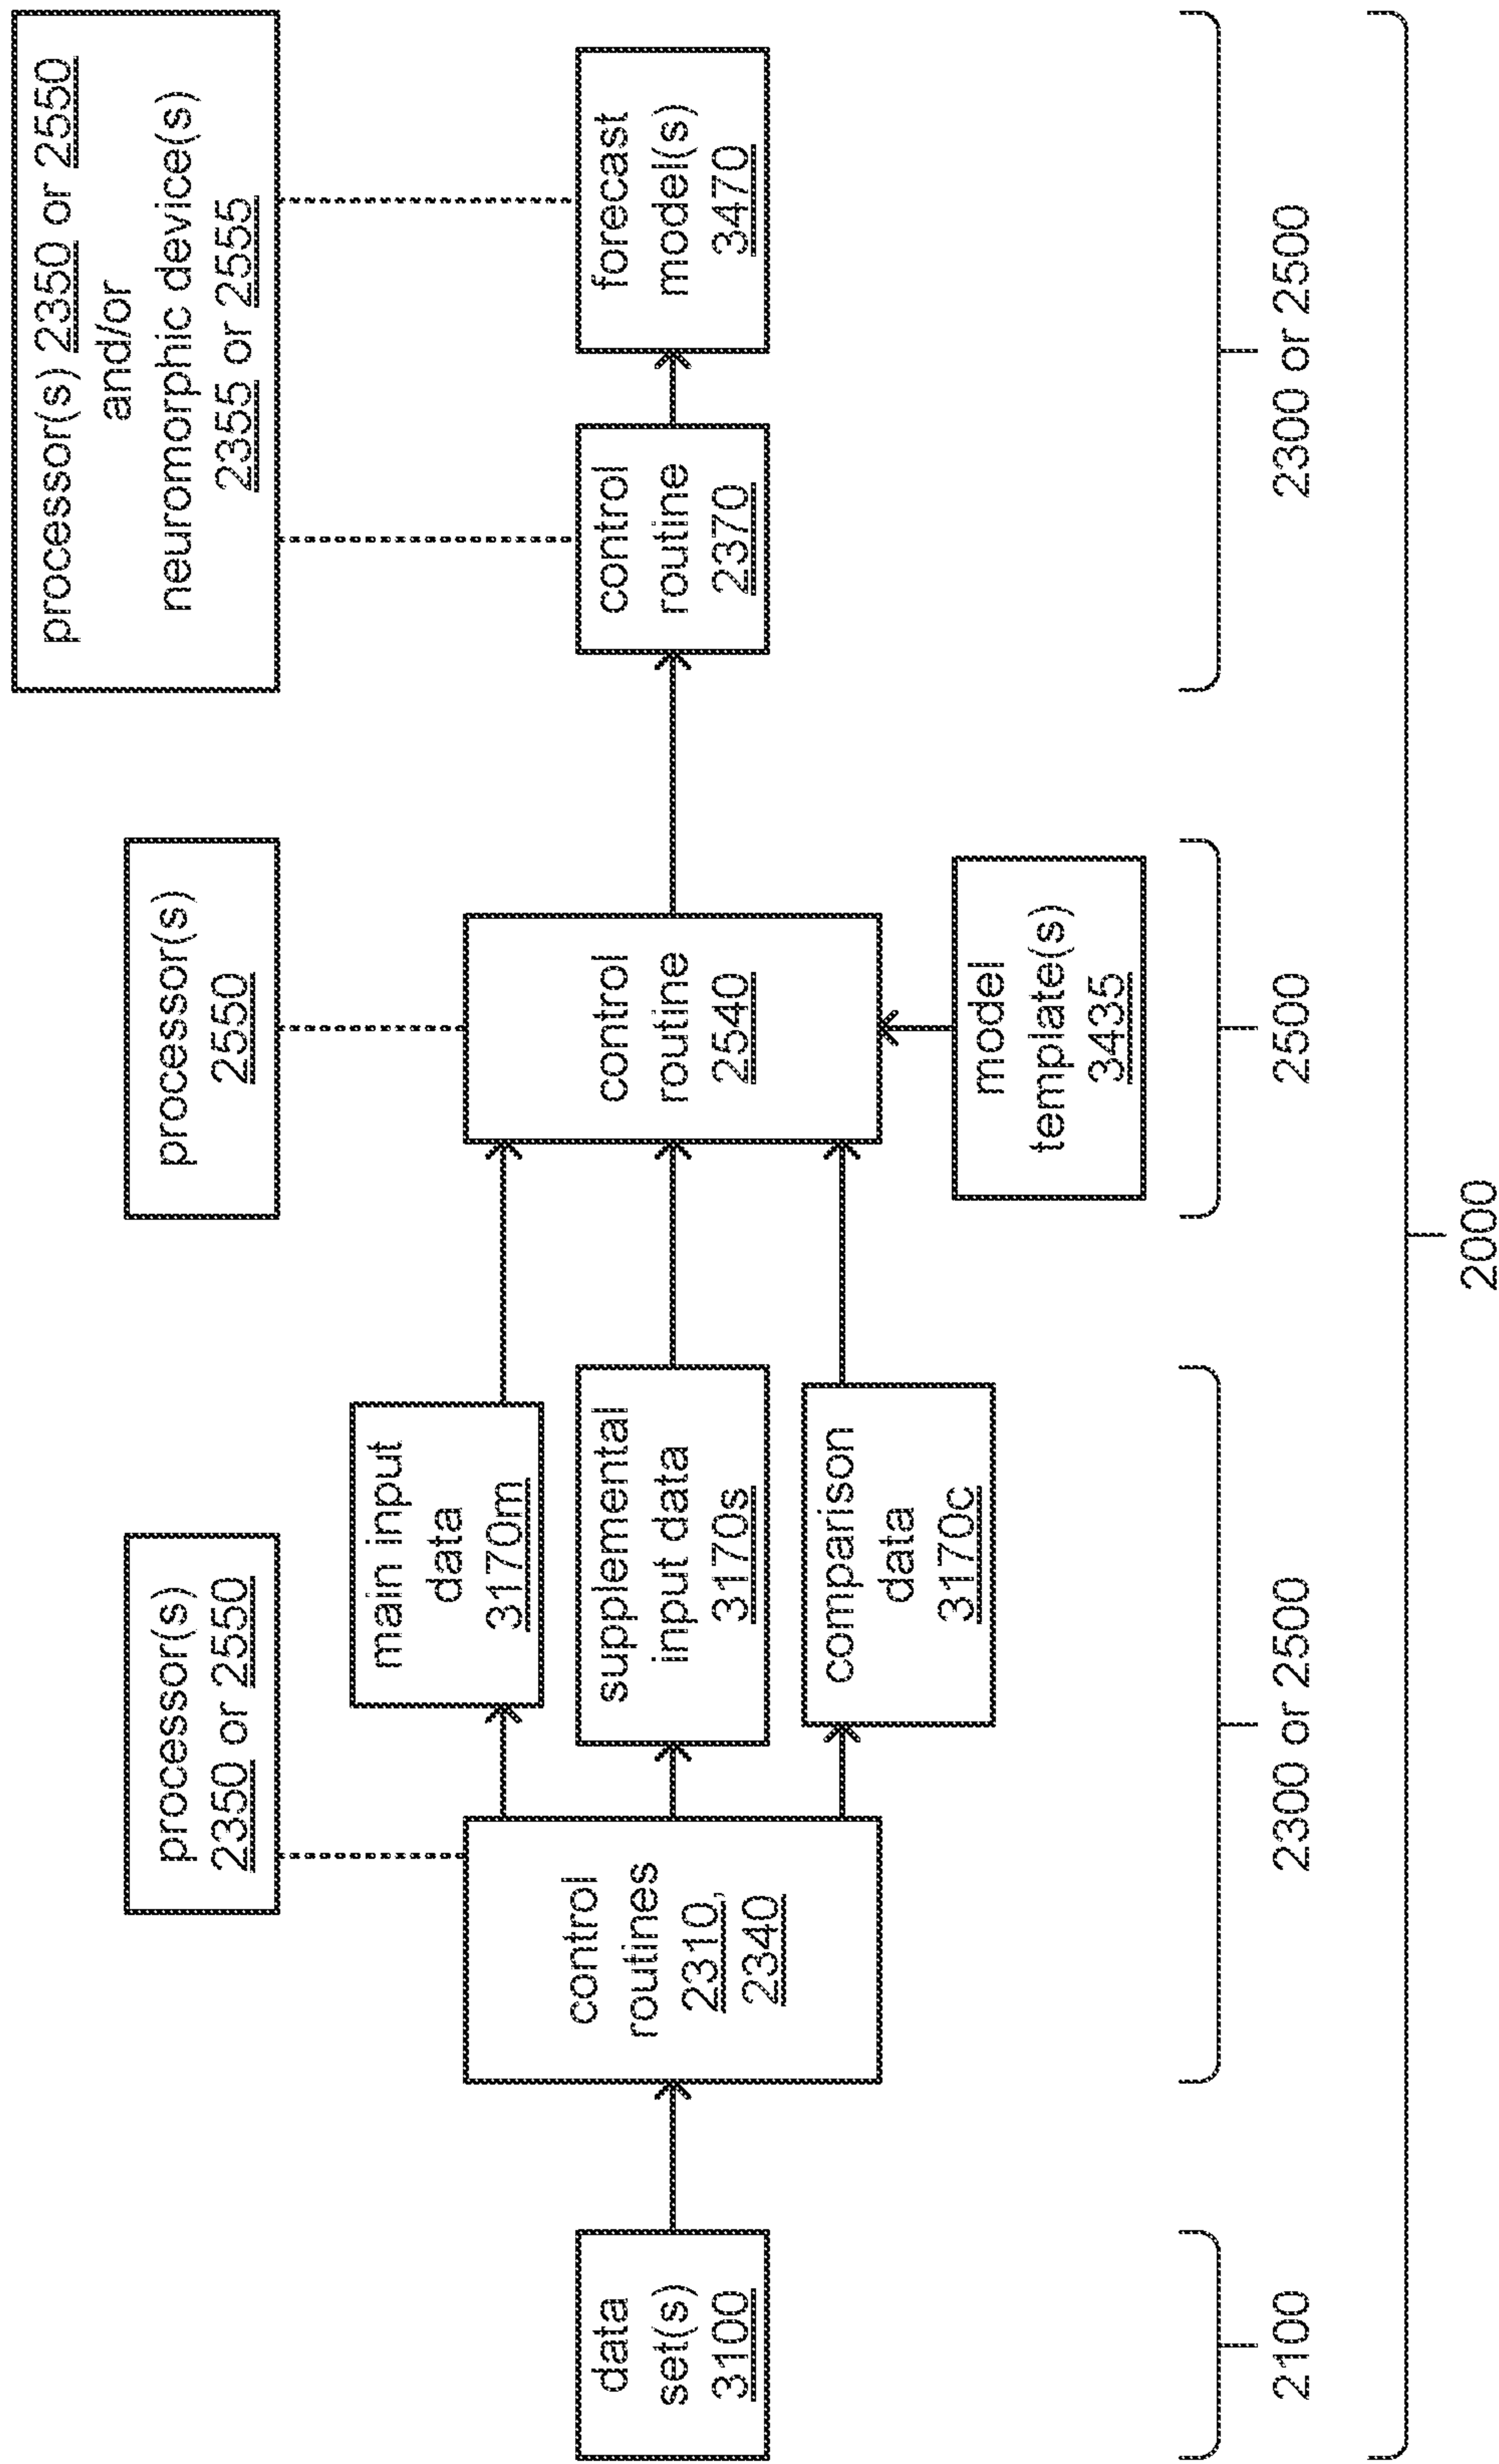 processor(s)
2350 or 2550
processor(s)
2550
processor(s) 2350 or 2550
and/or
neuromorphic device(s)
2355 or 2555
data
set(s)
3100
control
routines
2310,
2340
main input
data
3170m
supplemental
input data
3170s
comparison
data
3170c
control
routine
2540
model
template(s)
3435
control
routine
2370
forecast
model(s)
3470
2100
2300 or 2500
2500
2300 or 2500
2000